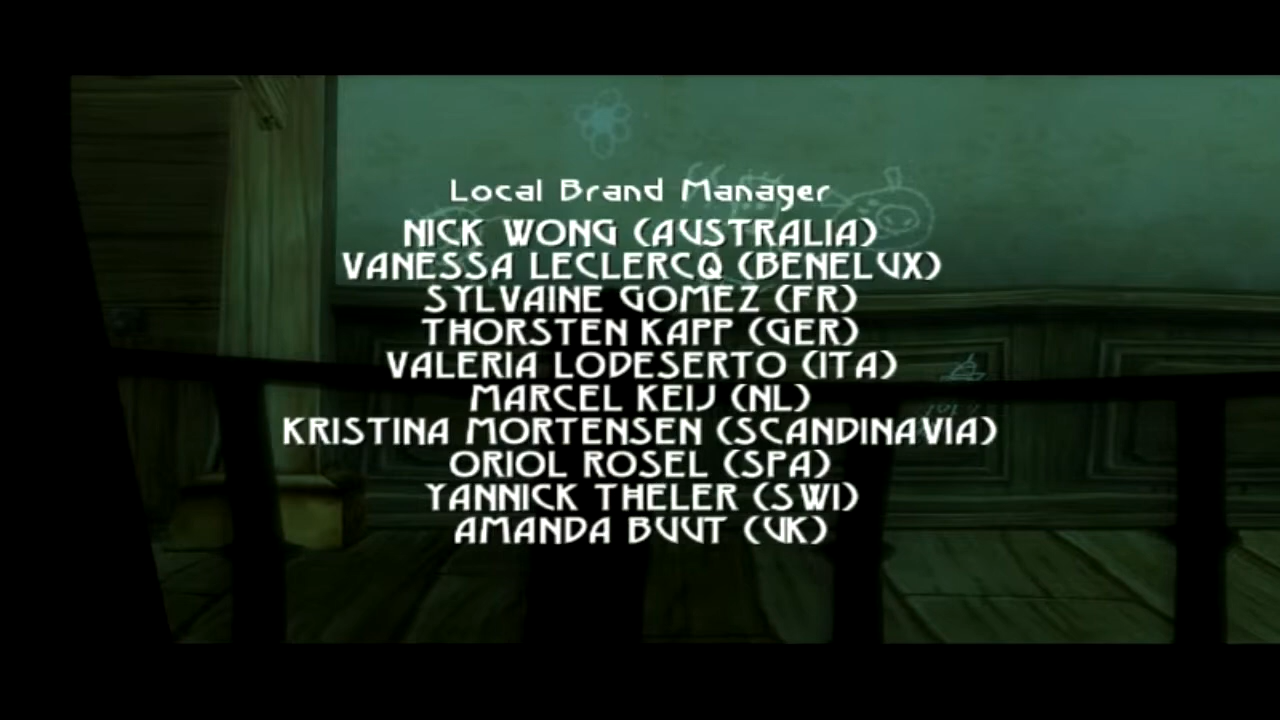 Local Brand Manager
NICK WONG (AUSTRALIA)
VANESSA LECLERCQ (BENELUX)
SYLVAINE GOMEZ (FR)
THORSTEN KAPP (GER)
VALERIA LODESERTO (ITA)
MARCEL KEIJ (NL)
KRISTINA MORTENSEN (SCANDINAVIA)
ORIOL ROSEL (SPA)
YANNICK THELER (SWI)
AMANDA BUUT (UK)